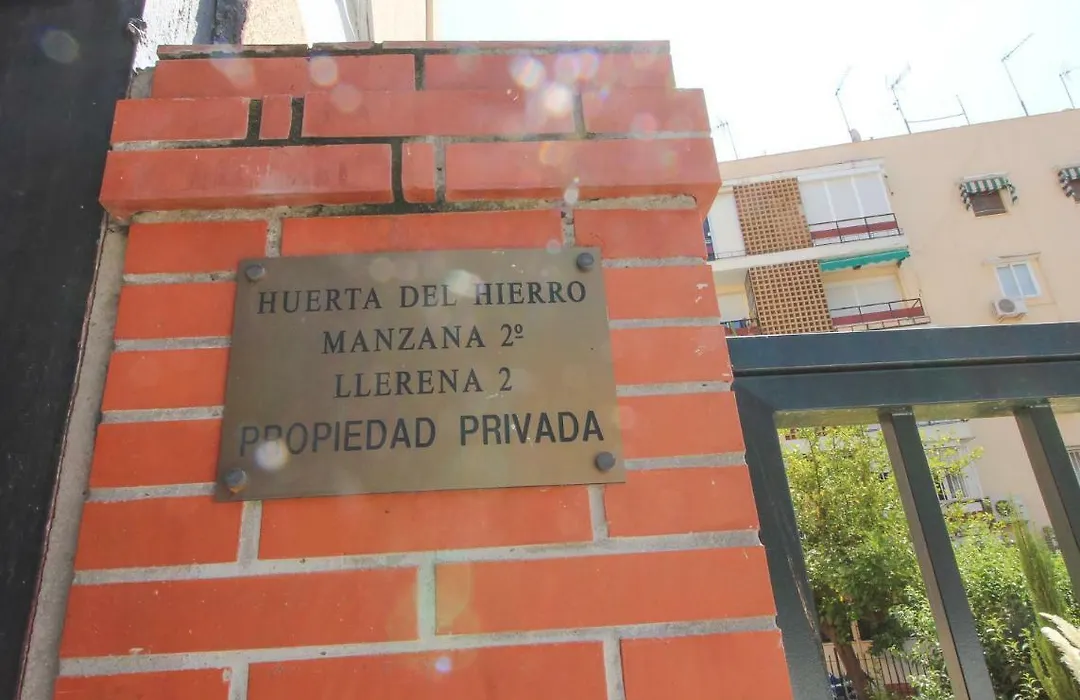 HUERTA DEL HIERRO
MANZANA 2º
LLERENA 2
PROPIEDAD PRIVADA